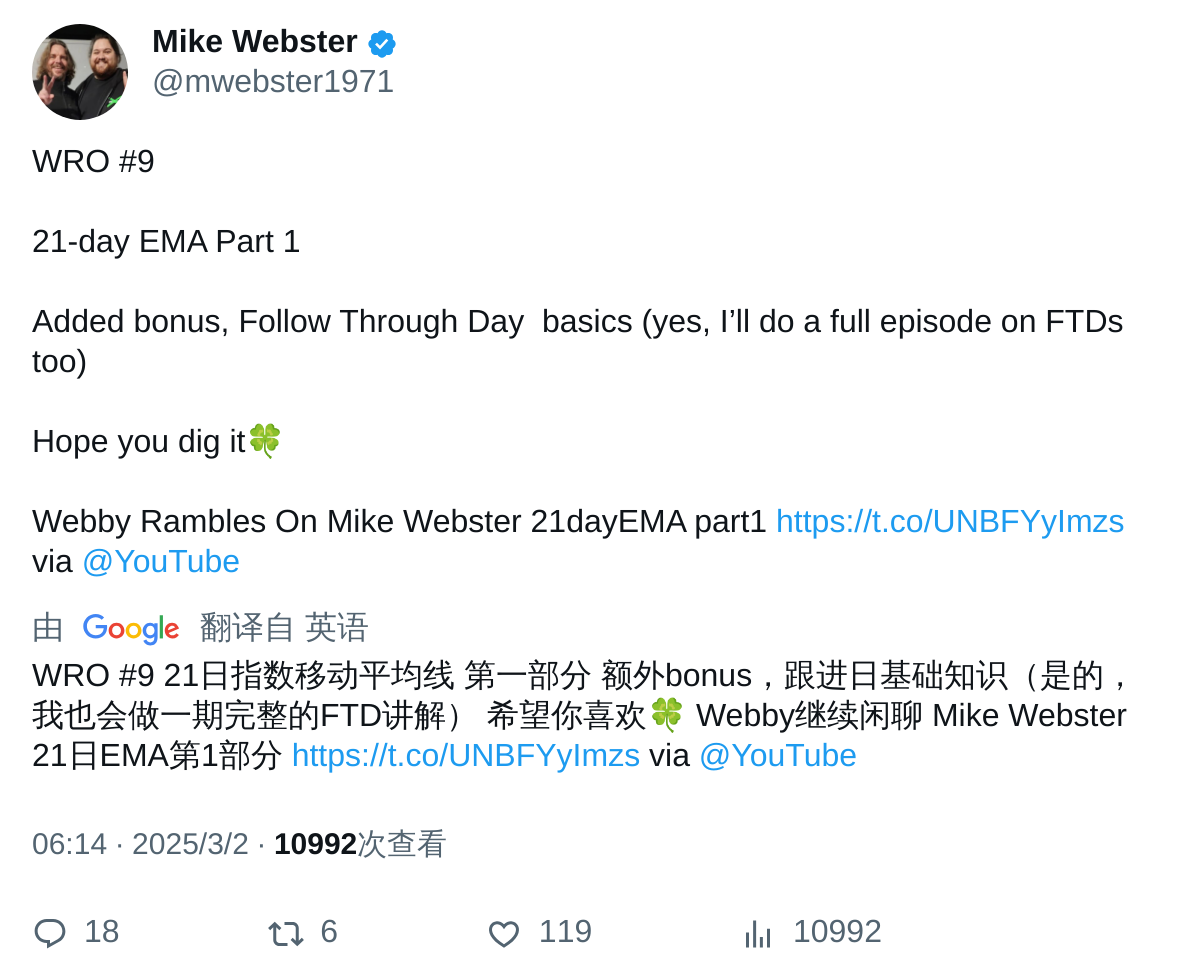 Mike Webster
@mwebster1971
WRO #9
21-day EMA Part 1
Added bonus, Follow Through Day  basics (yes, I’ll do a full episode on FTDs
too)
Hope you dig it🍀
Webby Rambles On Mike Webster 21dayEMA part1 https://t.co/UNBFYyImzs
via @YouTube
由 Google 翻译自 英语
WRO #9 21日指数移动平均线 第一部分 额外bonus，跟进日基础知识（是的，
我也会做一期完整的FTD讲解） 希望你喜欢🍀 Webby继续闲聊 Mike Webster
21日EMA第1部分 https://t.co/UNBFYyImzs via @YouTube
06:14 · 2025/3/2 · 10992次查看
18 6 119 10992